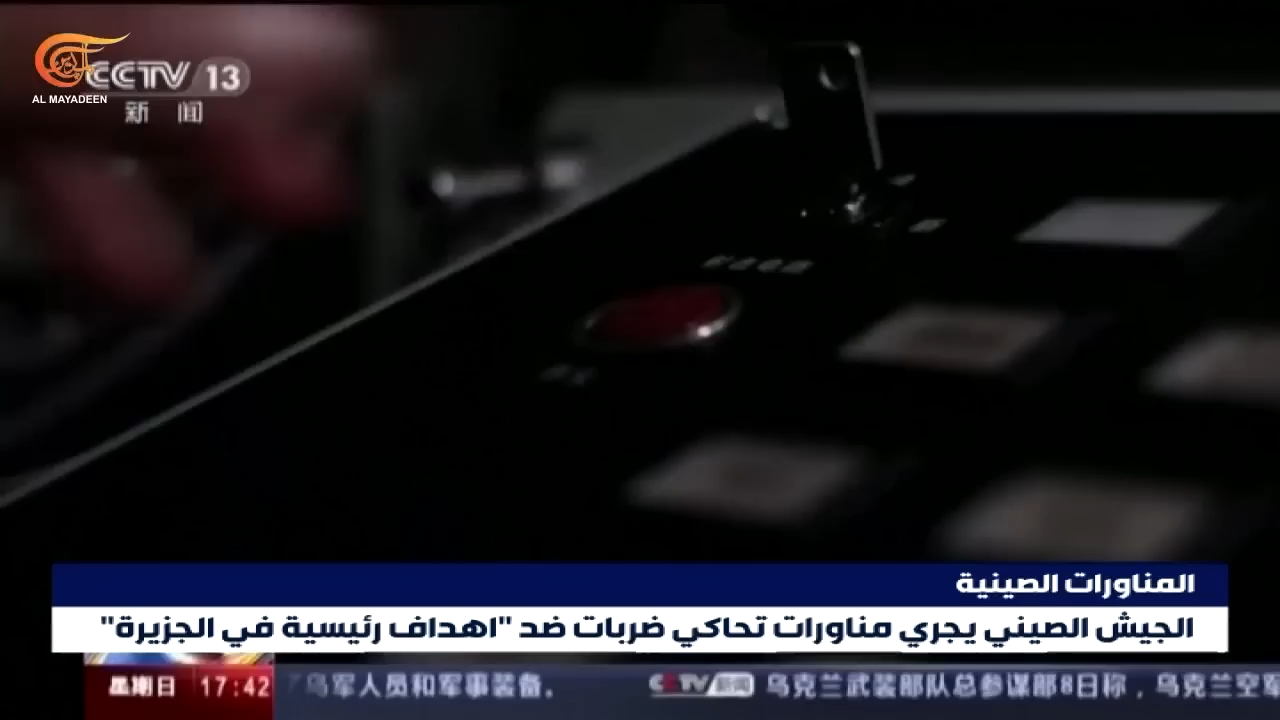 CCTV 13
AL MAYADEEN
新闻
المناورات الصينية
الجيش الصيني يجري مناورات تحاكي ضربات ضد "اهداف رئيسية في الجزيرة"
星期日 17:42 乌军人员和军事装备。 CCTV 新闻 乌克兰武装部队总参谋部8日称，乌克兰空军